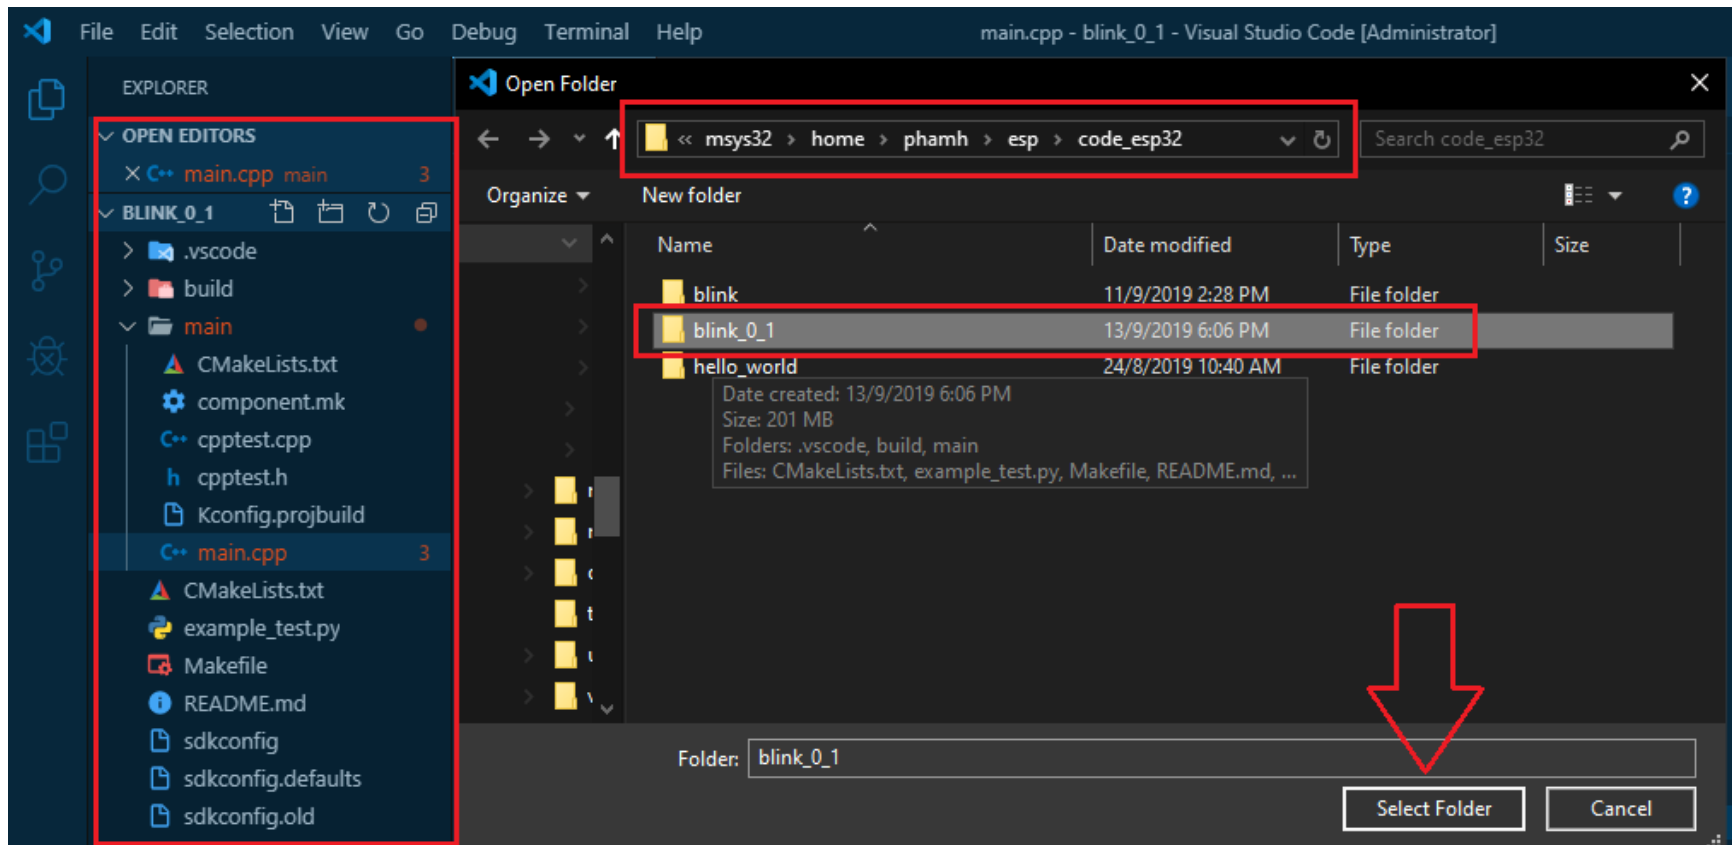 File Edit Selection View Go Debug Terminal Help main.cpp - blink_0_1 - Visual Studio Code [Administrator]
EXPLORER
OPEN EDITORS
main.cpp main 3
BLINK_0_1
.vscode
build
main
CMakeLists.txt
component.mk
cpptest.cpp
cpptest.h
Kconfig.projbuild
main.cpp 3
CMakeLists.txt
example_test.py
Makefile
README.md
sdkconfig
sdkconfig.defaults
sdkconfig.old
Open Folder
« msys32 > home > phamh > esp > code_esp32 Search code_esp32
Organize New folder
Name Date modified Type Size
blink 11/9/2019 2:28 PM File folder
blink_0_1 13/9/2019 6:06 PM File folder
hello_world 24/8/2019 10:40 AM File folder
Date created: 13/9/2019 6:06 PM
Size: 201 MB
Folders: .vscode, build, main
Files: CMakeLists.txt, example_test.py, Makefile, README.md, ...
Folder: blink_0_1
Select Folder Cancel